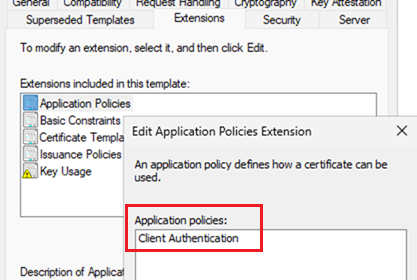 General Compatibility Request Handling Cryptography Key Attestation
Superseded Templates Extensions Security Server
To modify an extension, select it, and then click Edit.
Extensions included in this template:
Application Policies
Basic Constraints
Certificate Templa
Issuance Policies
Key Usage
Edit Application Policies Extension
An application policy defines how a certificate can be
used.
Application policies:
Client Authentication
Description of Applicat